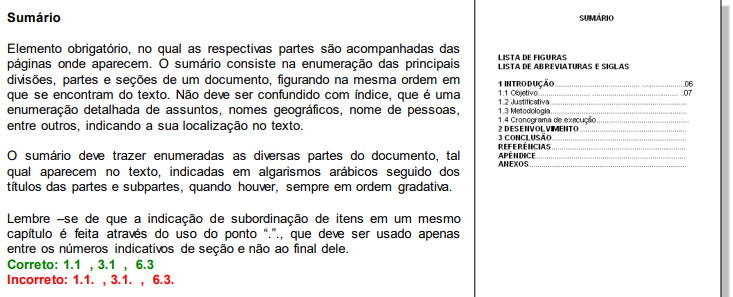 Sumário
Elemento obrigatório, no qual as respectivas partes são acompanhadas das
páginas onde aparecem. O sumário consiste na enumeração das principais
divisões, partes e seções de um documento, figurando na mesma ordem em
que se encontram do texto. Não deve ser confundido com índice, que é uma
enumeração detalhada de assuntos, nomes geográficos, nome de pessoas,
entre outros, indicando a sua localização no texto.
O sumário deve trazer enumeradas as diversas partes do documento, tal
qual aparecem no texto, indicadas em algarismos arábicos seguido dos
títulos das partes e subpartes, quando houver, sempre em ordem gradativa.
Lembre –se de que a indicação de subordinação de itens em um mesmo
capítulo é feita através do uso do ponto “.”., que deve ser usado apenas
entre os números indicativos de seção e não ao final dele.
Correto: 1.1 , 3.1 , 6.3
Incorreto: 1.1. , 3.1. , 6.3.
SUMÁRIO
LISTA DE FIGURAS
LISTA DE ABREVIATURAS E SIGLAS
1 INTRODUÇÃO..........................................06
1.1 Objetivo..........................................07
1.2 Justificativa..........................................
1.3 Metodologia..........................................
1.4 Cronograma de execução..........................................
2 DESENVOLVIMENTO..........................................
3 CONCLUSÃO..........................................
REFERÊNCIAS..........................................
APÊNDICE..........................................
ANEXOS..........................................